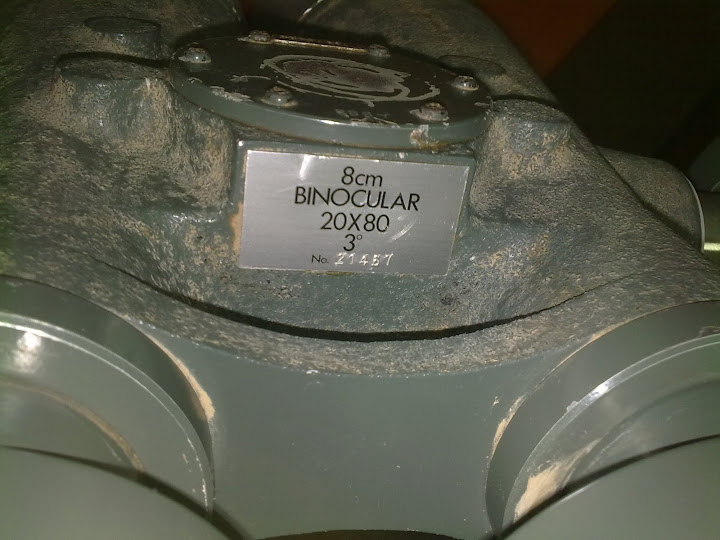 8cm
BINOCULAR
20X80
3°
No. 21457